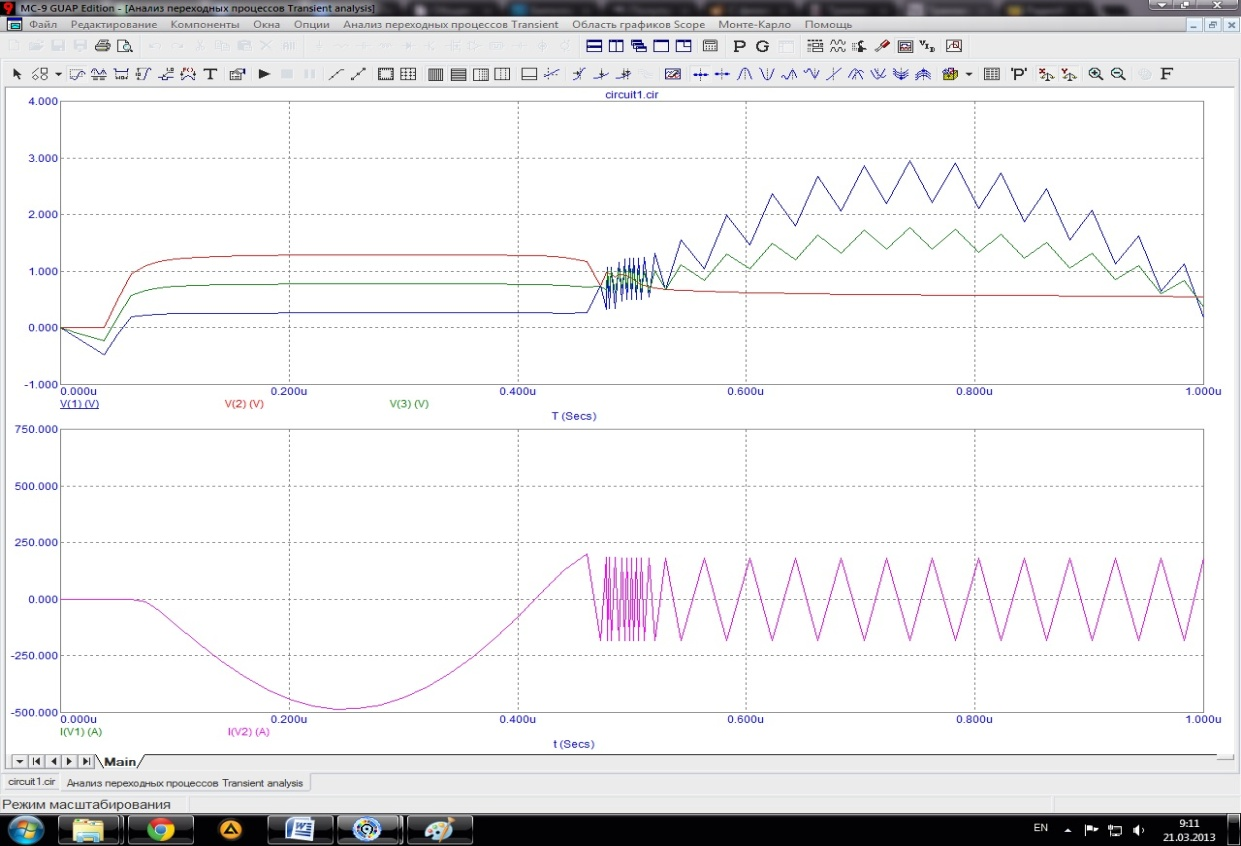 MC-9 GUAP Edition - [Анализ переходных процессов Transient analysis]
Файл Редактирование Компоненты Окна Опции Анализ переходных процессов Transient Область графиков Scope Монте-Карло Помощь
P G
T 'P' F
circuit1.cir
4.000
3.000
2.000
1.000
0.000
-1.000
0.000u 0.200u 0.400u 0.600u 0.800u 1.000u
V(1) (V) V(2) (V) V(3) (V)
T (Secs)
750.000
500.000
250.000
0.000
-250.000
-500.000
0.000u 0.200u 0.400u 0.600u 0.800u 1.000u
I(V1) (A) I(V2) (A)
t (Secs)
Main
circuit1.cir Анализ переходных процессов Transient analysis
Режим масштабирования
EN 9:11
21.03.2013